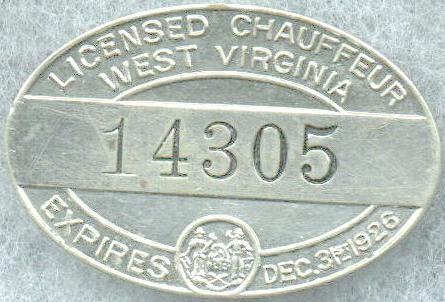 LICENSED CHAUFFEUR
WEST VIRGINIA
14305
EXPIRES DEC. 31ST 1926